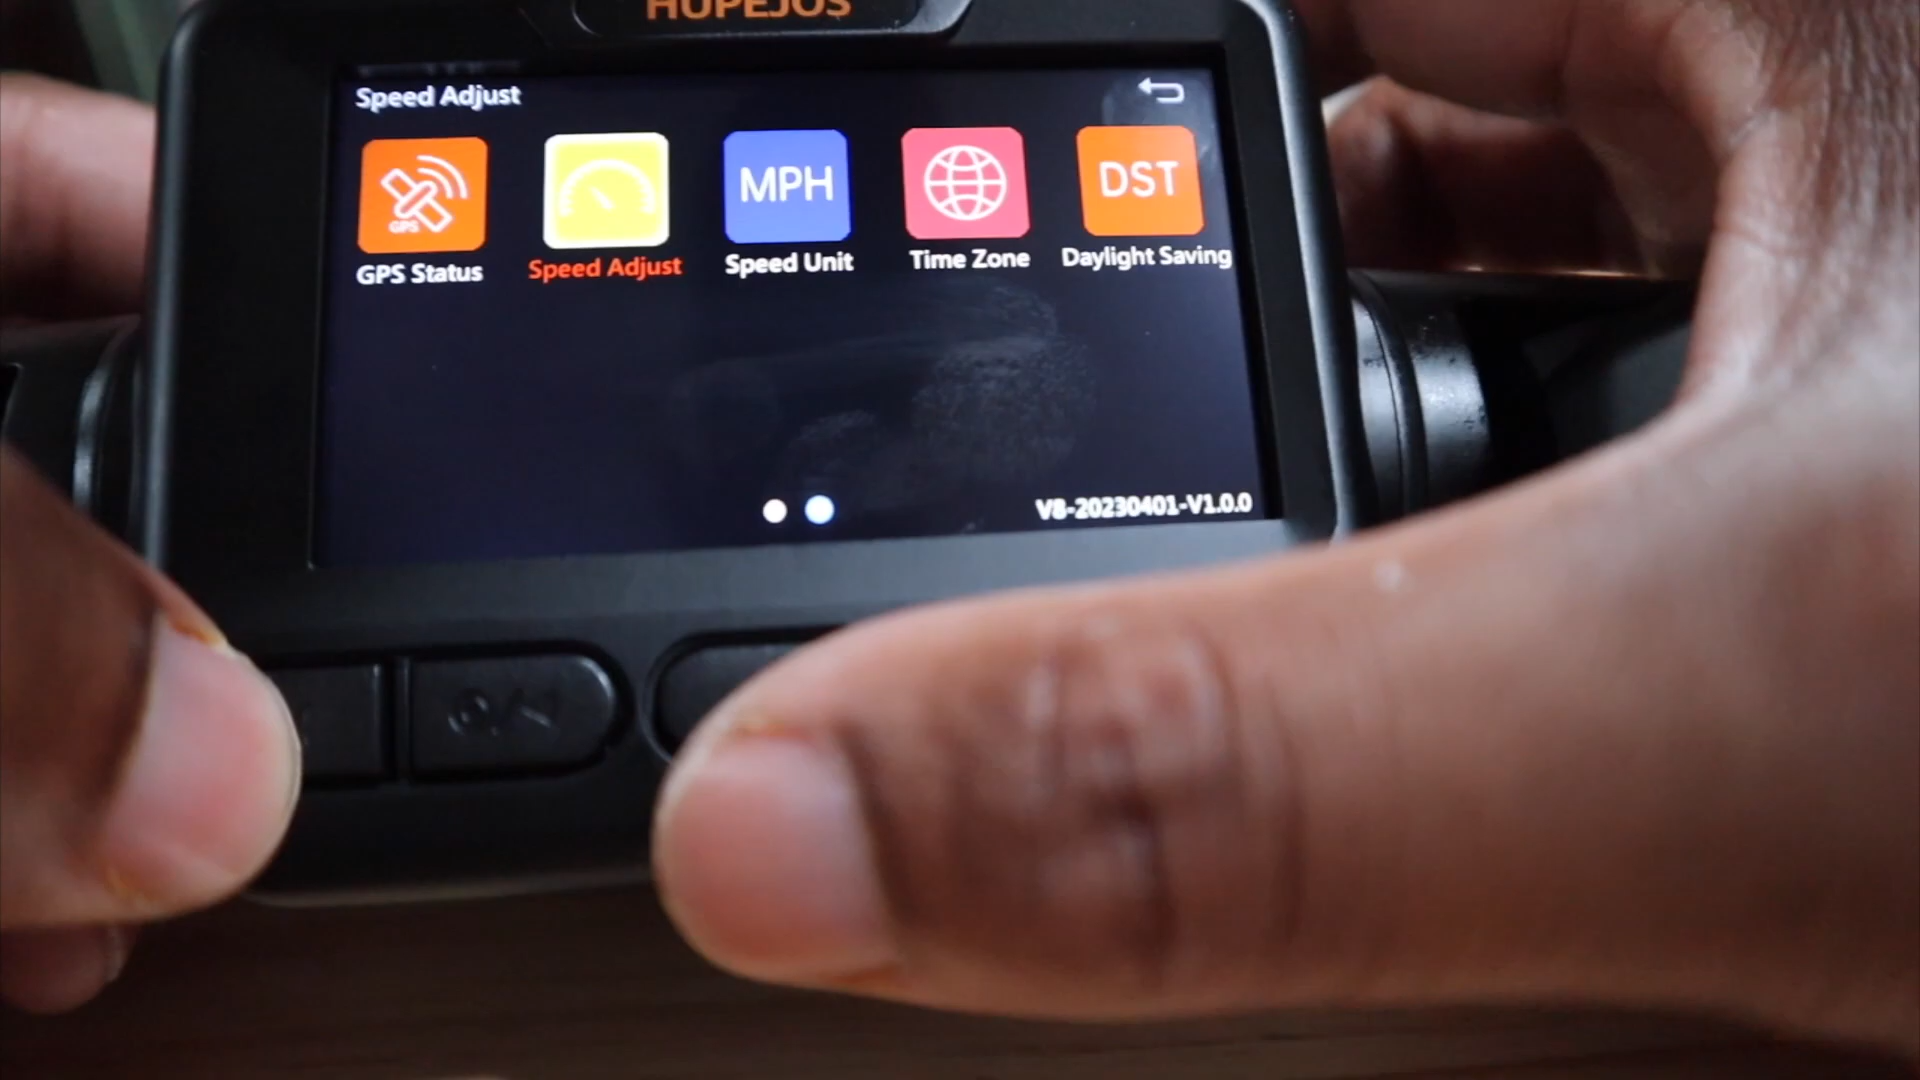 HUPEJOS
Speed Adjust
GPS
MPH
DST
GPS Status
Speed Adjust
Speed Unit
Time Zone
Daylight Saving
V8-20230401-V1.0.0